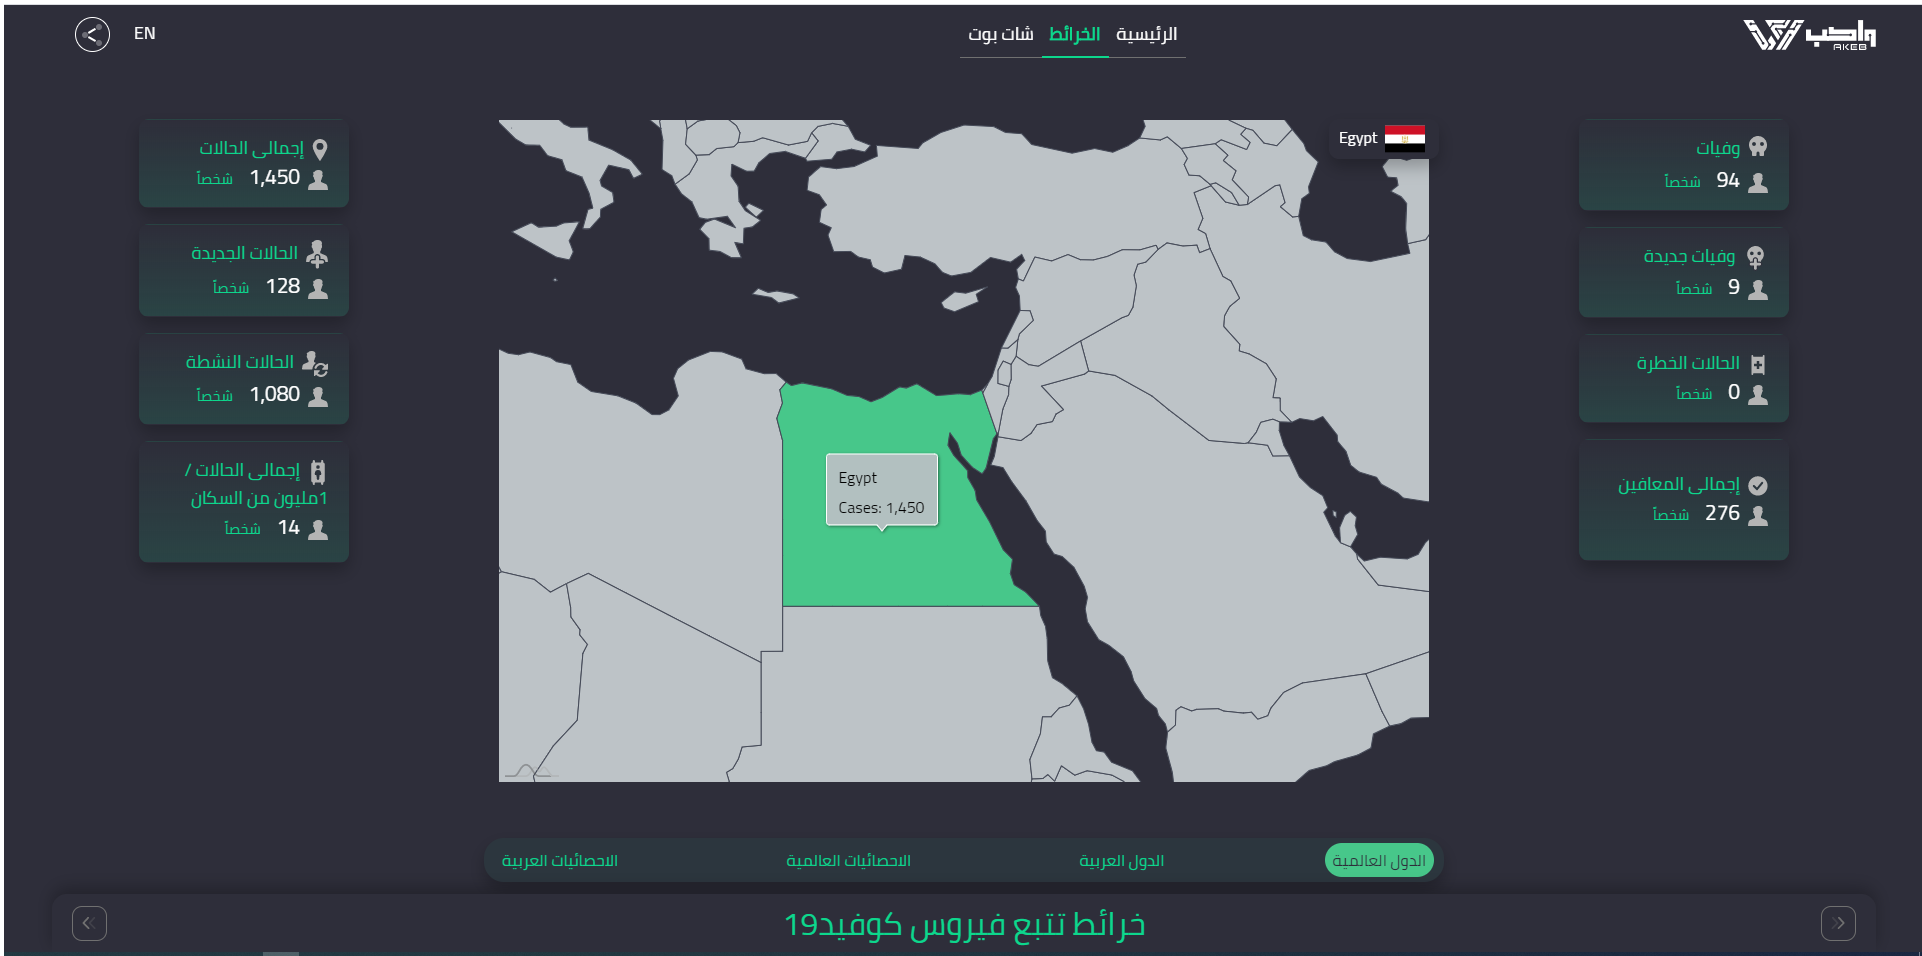 واكب
AKEB
الرئيسية
الخرائط
شات بوت
EN
وفيات
94 شخصاً
وفيات جديدة
9 شخصاً
الحالات الخطرة
0 شخصاً
إجمالى المعافين
276 شخصاً
Egypt
Egypt
Cases: 1,450
إجمالى الحالات
1,450 شخصاً
الحالات الجديدة
128 شخصاً
الحالات النشطة
1,080 شخصاً
إجمالى الحالات /
1مليون من السكان
14 شخصاً
الدول العالمية
الدول العربية
الاحصائيات العالمية
الاحصائيات العربية
خرائط تتبع فيروس كوفيد19